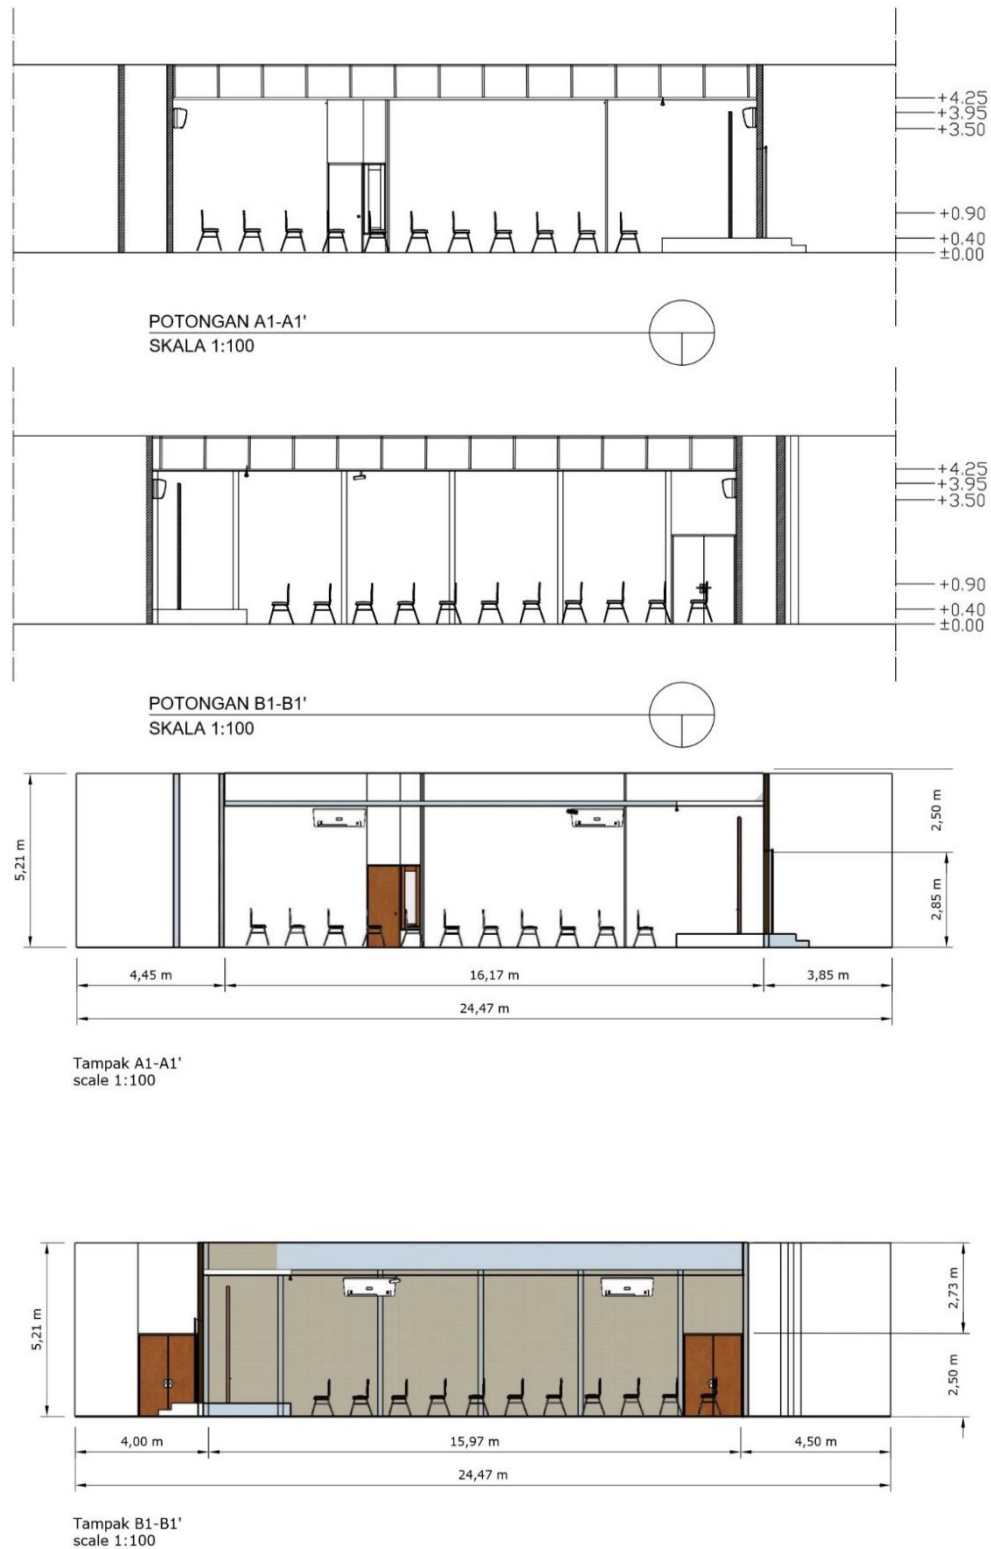 +4.25
+3.95
+3.50
+0.90
+0.40
±0.00
POTONGAN A1-A1'
SKALA 1:100
+4.25
+3.95
+3.50
+0.90
+0.40
±0.00
POTONGAN B1-B1'
SKALA 1:100
5,21 m
2,50 m
2,85 m
4,45 m
16,17 m
3,85 m
24,47 m
Tampak A1-A1'
scale 1:100
5,21 m
2,73 m
2,50 m
4,00 m
15,97 m
4,50 m
24,47 m
Tampak B1-B1'
scale 1:100